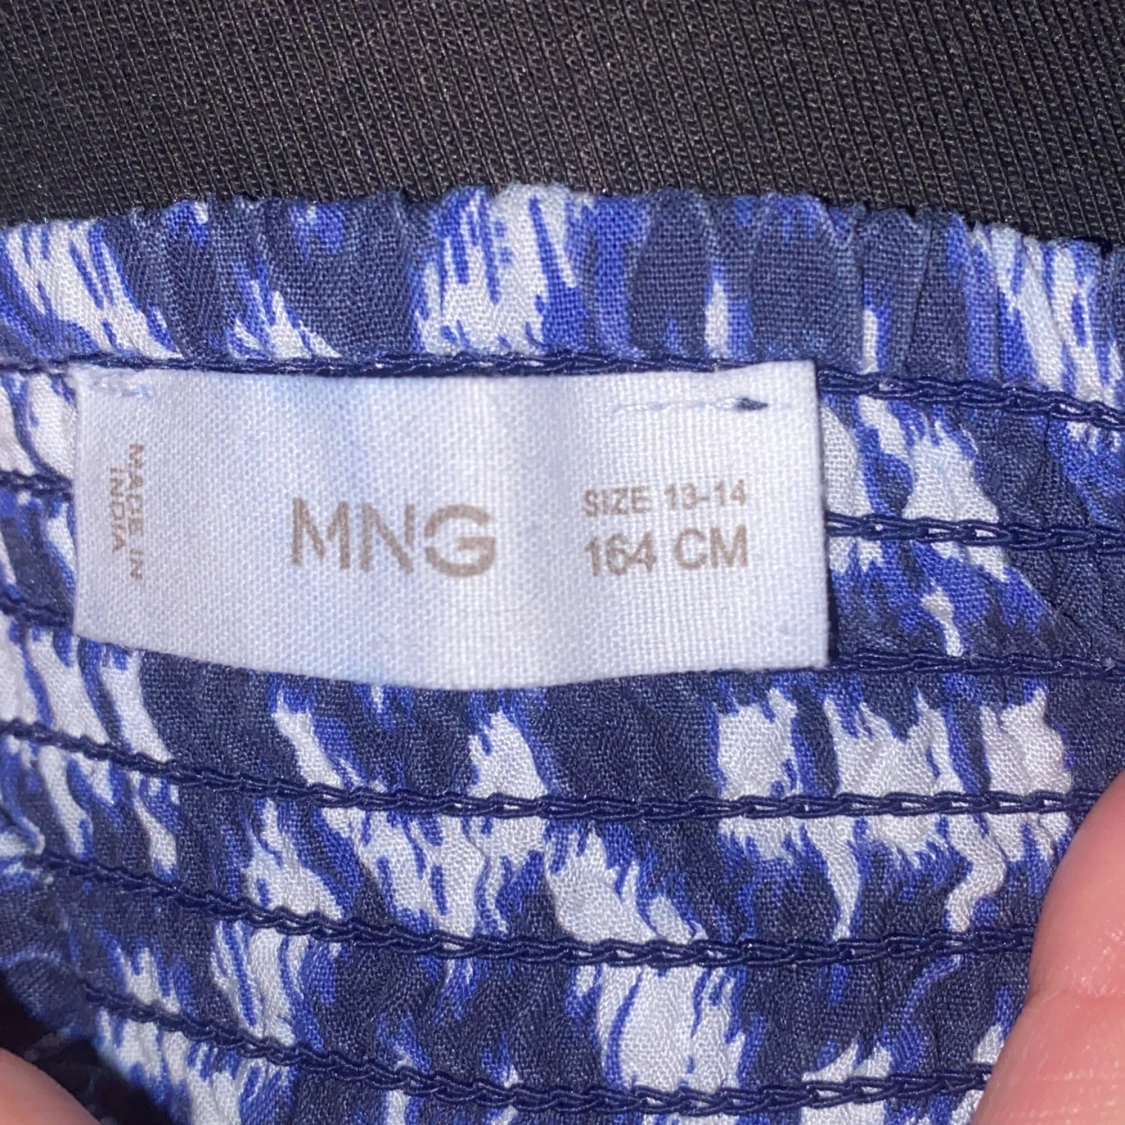 MADE IN
INDIA
MNG
SIZE 13-14
164 CM